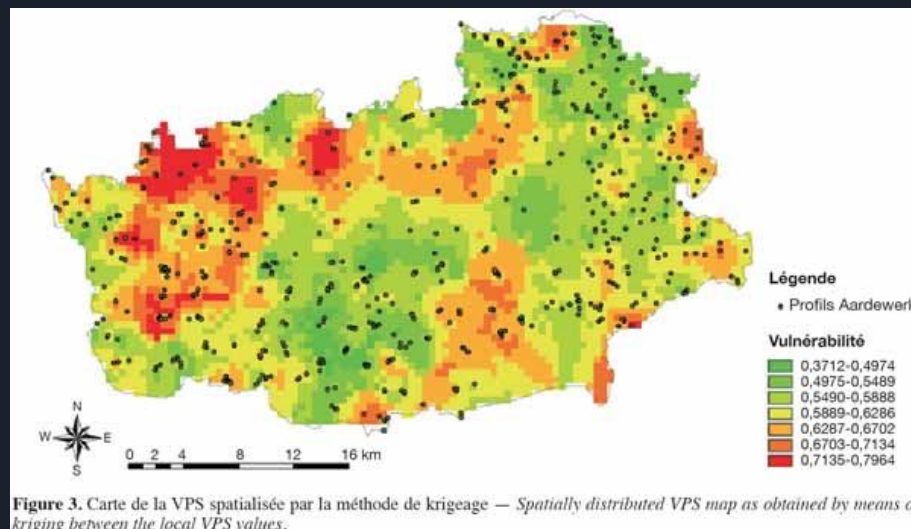 Légende
Profils Aardewerk
Vulnérabilité
0,3712-0,4974
0,4975-0,5489
0,5490-0,5888
0,5889-0,6286
0,6287-0,6702
0,6703-0,7134
0,7135-0,7964
N
W E
S
0 2 4 8 12 16 km
Figure 3. Carte de la VPS spatialisée par la méthode de krigeage — Spatially distributed VPS map as obtained by means o
kriging between the local VPS values.